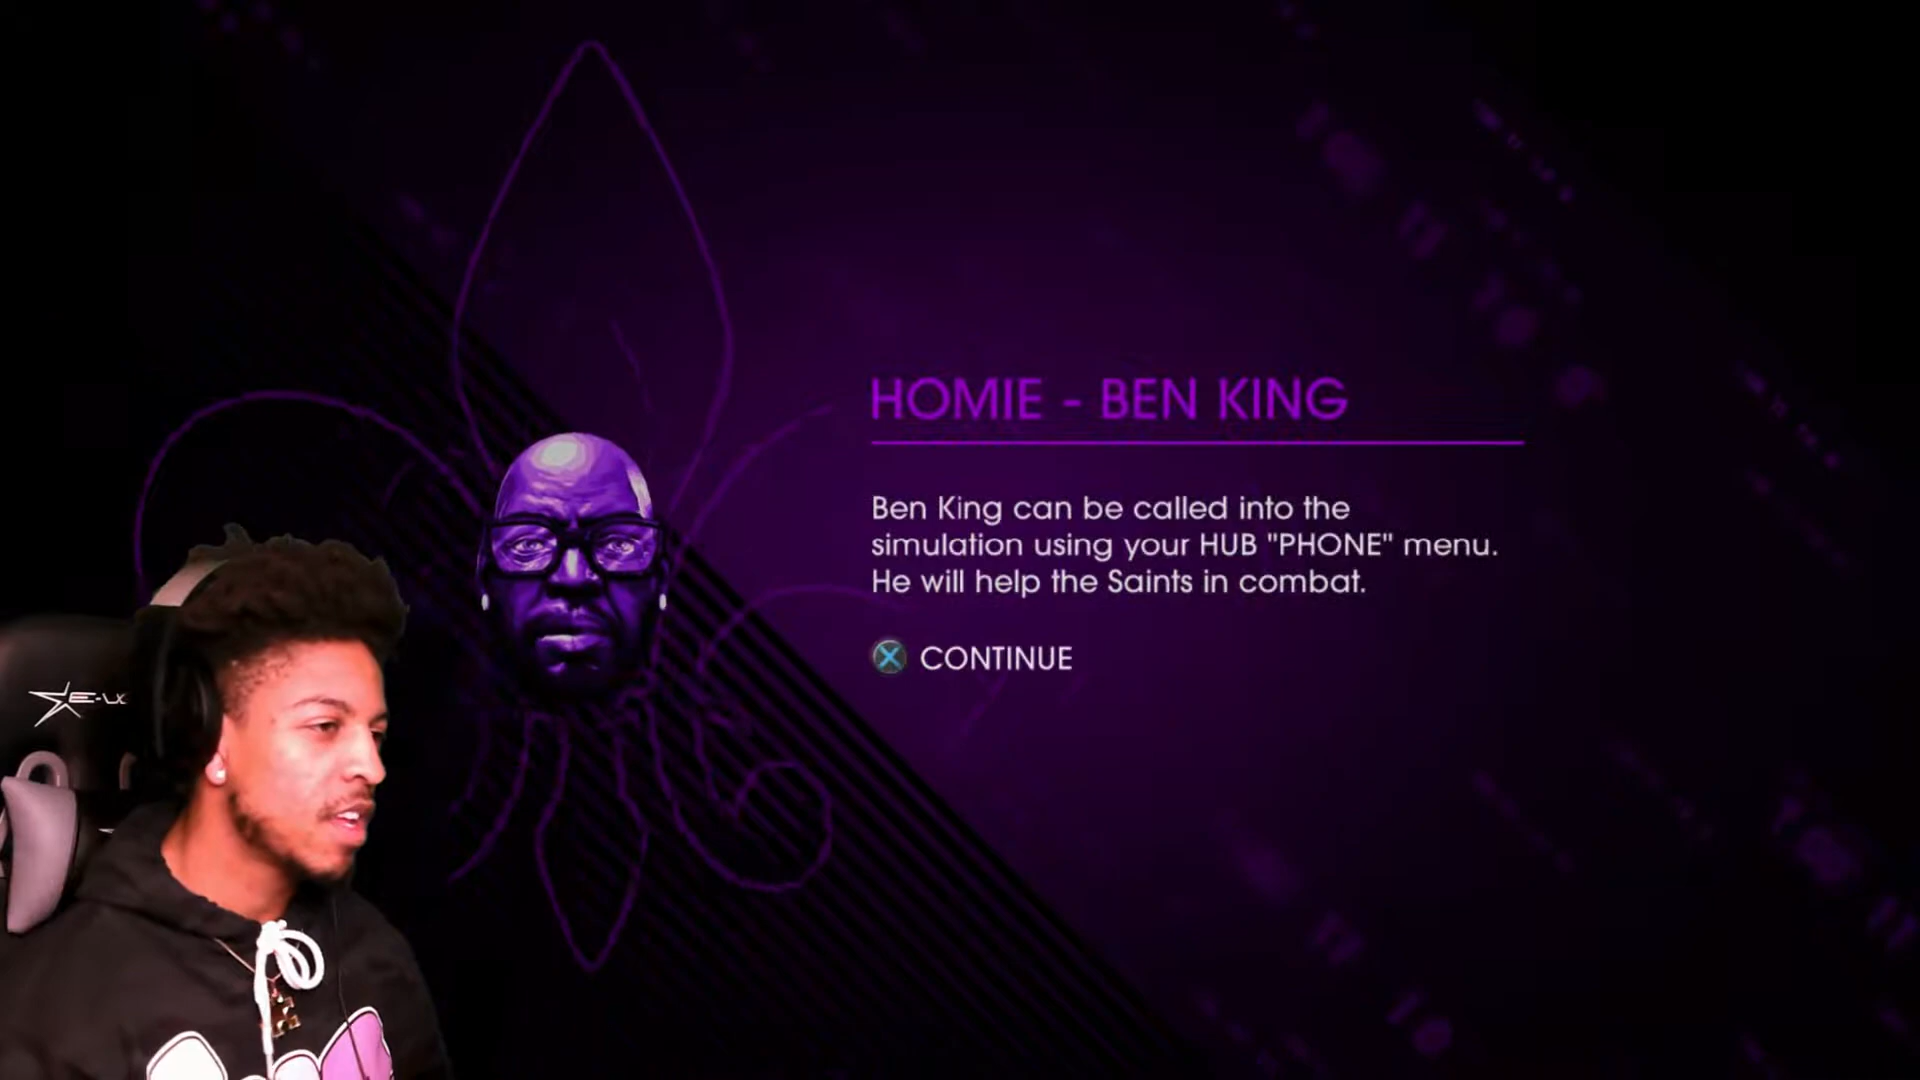 HOMIE - BEN KING
Ben King can be called into the
simulation using your HUB "PHONE" menu.
He will help the Saints in combat.
CONTINUE